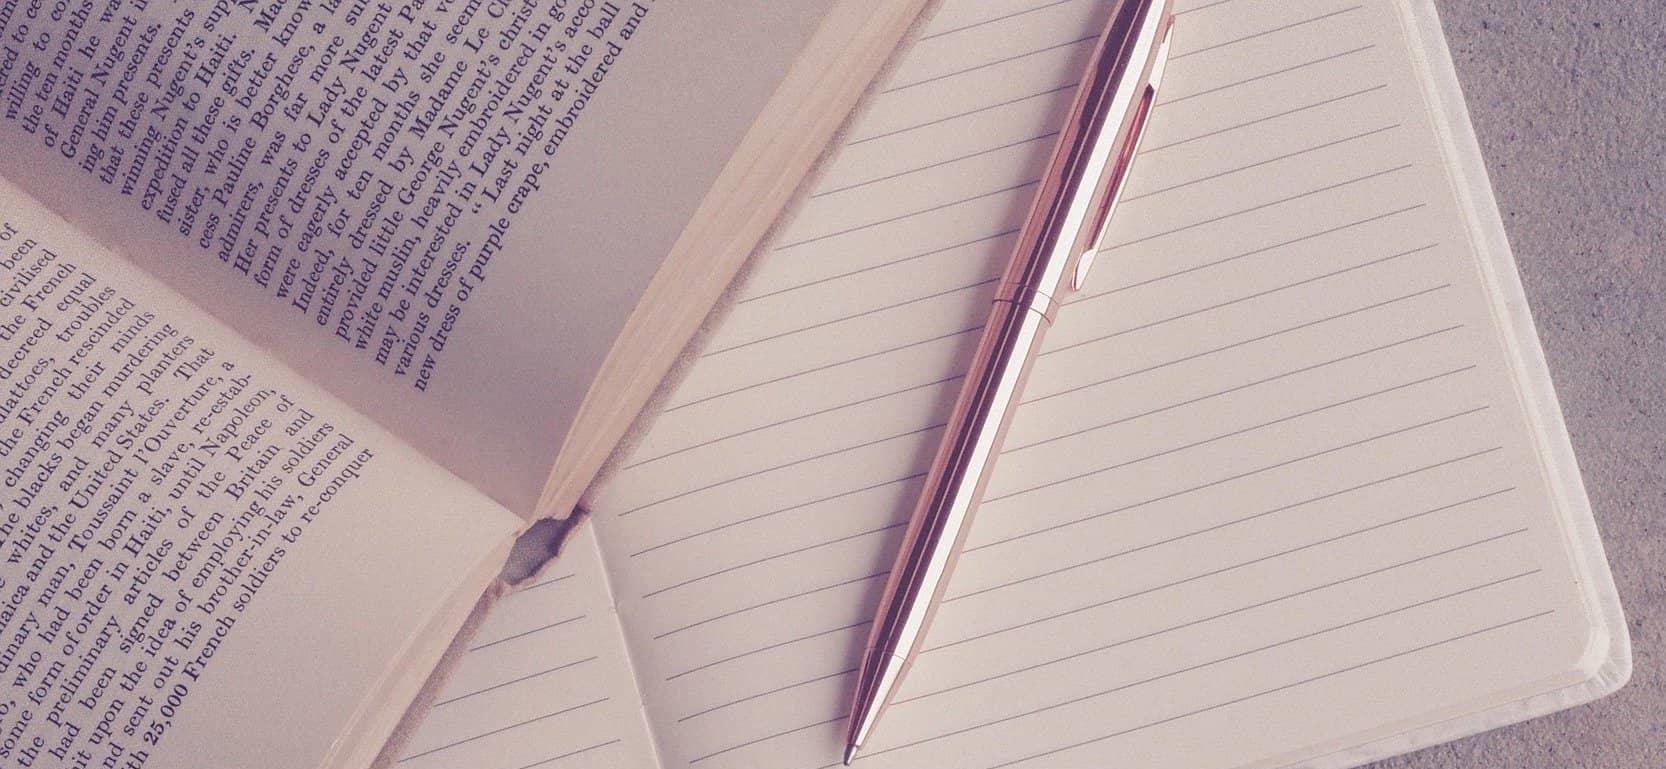 of
been
civilised
the French
decreed equal
troubles
the French rescinded
changing their minds
blacks began murdering
whites, and many planters
and the United States. That
man, Toussaint l'Ouverture, a
who had been born a slave, re-estab-
some form of order in Haiti, until Napoleon,
the preliminary articles of the Peace of
had been signed between Britain and
upon the idea of employing his soldiers
sent out his brother-in-law, General
25,000 French soldiers to re-conquer
willing to
the ten months
of Haiti he wa
General Nugent i
ing him presents.
that these presents
winning Nugent's sup
expedition to Haiti. N
fused all these gifts. Ma
sister, who is better know
cess Pauline Borghese, a la
admirers, was far more su
Her presents to Lady Nugent
form of dresses of the latest Pa
were eagerly accepted by that v
Indeed, for ten months she seem
entirely dressed by Madame Le Cl
provided little George Nugent's christ
white muslin, heavily embroidered in go
may be interested in Lady Nugent's acco
various dresses. "Last night at the ball
new dress of purple crape, embroidered and